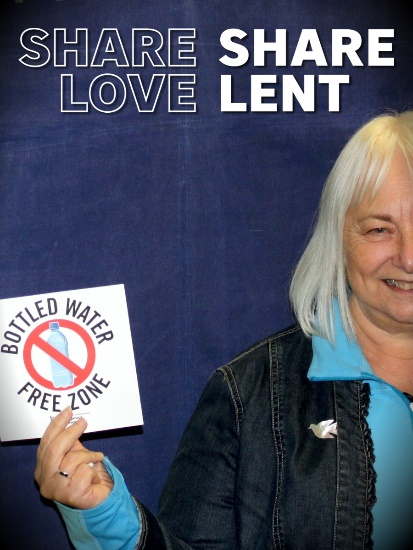 SHARE SHARE
LOVE LENT
BOTTLED WATER
FREE ZONE